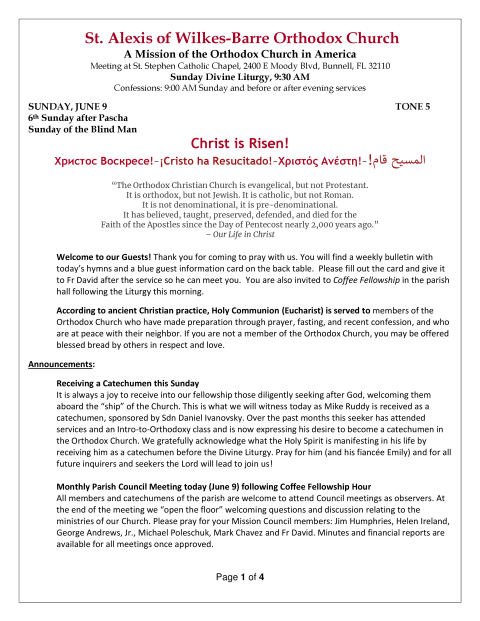 St. Alexis of Wilkes-Barre Orthodox Church
A Mission of the Orthodox Church in America
Meeting at St. Stephen Catholic Chapel, 2400 E Moody Blvd, Bunnell, FL 32110
Sunday Divine Liturgy, 9:30 AM
Confessions: 9:00 AM Sunday and before or after evening services
SUNDAY, JUNE 9 TONE 5
6th Sunday after Pascha
Sunday of the Blind Man
Christ is Risen!
Христос Воскресе!~¡Cristo ha Resucitado!~Χριστός Ανέστη!~!المسيح قام
“The Orthodox Christian Church is evangelical, but not Protestant.
It is orthodox, but not Jewish. It is catholic, but not Roman.
It is not denominational, it is pre-denominational.
It has believed, taught, preserved, defended, and died for the
Faith of the Apostles since the Day of Pentecost nearly 2,000 years ago.”
– Our Life in Christ
Welcome to our Guests! Thank you for coming to pray with us. You will find a weekly bulletin with
today’s hymns and a blue guest information card on the back table. Please fill out the card and give it
to Fr David after the service so he can meet you. You are also invited to Coffee Fellowship in the parish
hall following the Liturgy this morning.
According to ancient Christian practice, Holy Communion (Eucharist) is served to members of the
Orthodox Church who have made preparation through prayer, fasting, and recent confession, and who
are at peace with their neighbor. If you are not a member of the Orthodox Church, you may be offered
blessed bread by others in respect and love.
Announcements:
Receiving a Catechumen this Sunday
It is always a joy to receive into our fellowship those diligently seeking after God, welcoming them
aboard the “ship” of the Church. This is what we will witness today as Mike Ruddy is received as a
catechumen, sponsored by Sdn Daniel Ivanovsky. Over the past months this seeker has attended
services and an Intro-to-Orthodoxy class and is now expressing his desire to become a catechumen in
the Orthodox Church. We gratefully acknowledge what the Holy Spirit is manifesting in his life by
receiving him as a catechumen before the Divine Liturgy. Pray for him (and his fiancée Emily) and for all
future inquirers and seekers the Lord will lead to join us!
Monthly Parish Council Meeting today (June 9) following Coffee Fellowship Hour
All members and catechumens of the parish are welcome to attend Council meetings as observers. At
the end of the meeting we “open the floor” welcoming questions and discussion relating to the
ministries of our Church. Please pray for your Mission Council members: Jim Humphries, Helen Ireland,
George Andrews, Jr., Michael Poleschuk, Mark Chavez and Fr David. Minutes and financial reports are
available for all meetings once approved.
Page 1 of 4